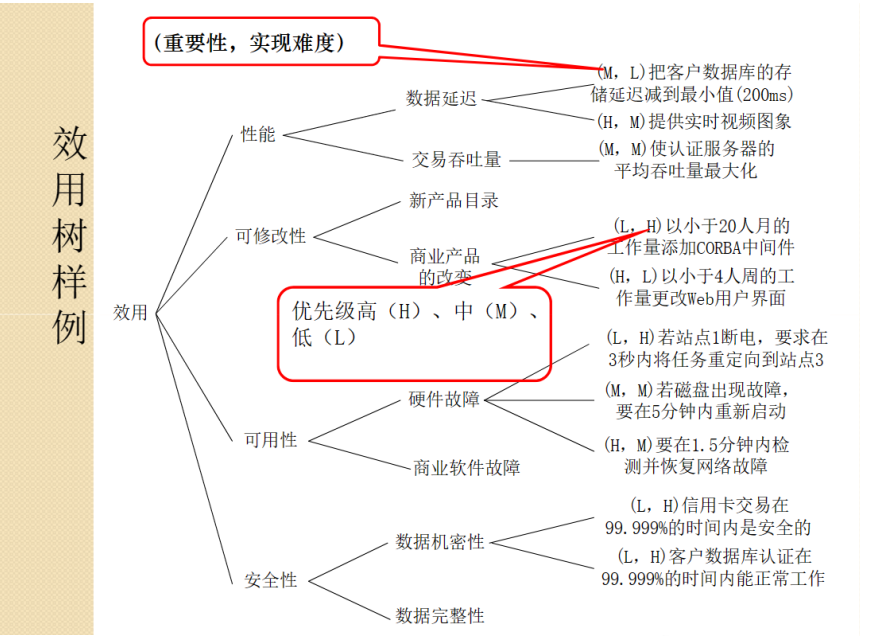 效用树样例
(重要性，实现难度)
效用
性能
数据延迟
(M, L)把客户数据库的存
储延迟减到最小值(200ms)
(H, M)提供实时视频图象
交易吞吐量
(M, M)使认证服务器的
平均吞吐量最大化
可修改性
新产品目录
商业产品
的改变
(L, H)以小于20人月的
工作量添加CORBA中间件
(H, L)以小于4人周的工
作量更改Web用户界面
优先级高（H）、中（M）、
低（L）
可用性
硬件故障
(L, H)若站点1断电，要求在
3秒内将任务重定向到站点3
(M, M)若磁盘出现故障，
要在5分钟内重新启动
(H, M)要在1.5分钟内检
测并恢复网络故障
商业软件故障
安全性
数据机密性
(L, H)信用卡交易在
99.999%的时间内是安全的
(L, H)客户数据库认证在
99.999%的时间内能正常工作
数据完整性